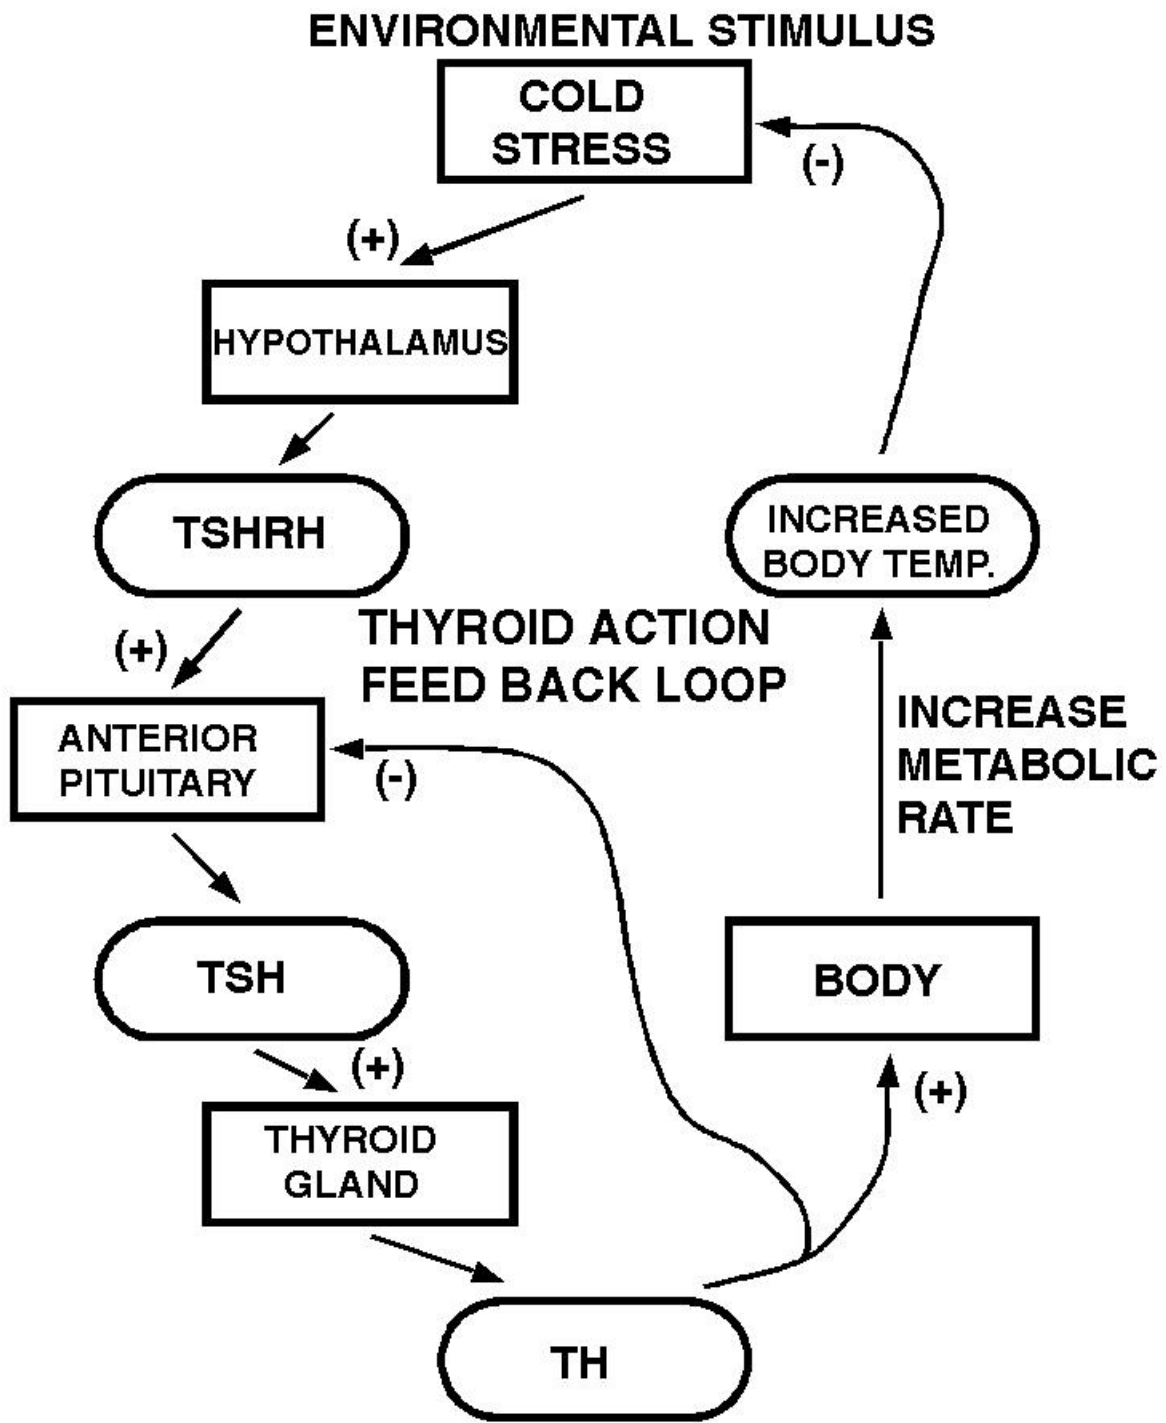 ENVIRONMENTAL STIMULUS
COLD
STRESS
(-)
(+)
HYPOTHALAMUS
TSHRH
INCREASED
BODY TEMP.
(+)
THYROID ACTION
FEED BACK LOOP
ANTERIOR
PITUITARY
(-)
INCREASE
METABOLIC
RATE
TSH
BODY
(+)
(+)
THYROID
GLAND
TH